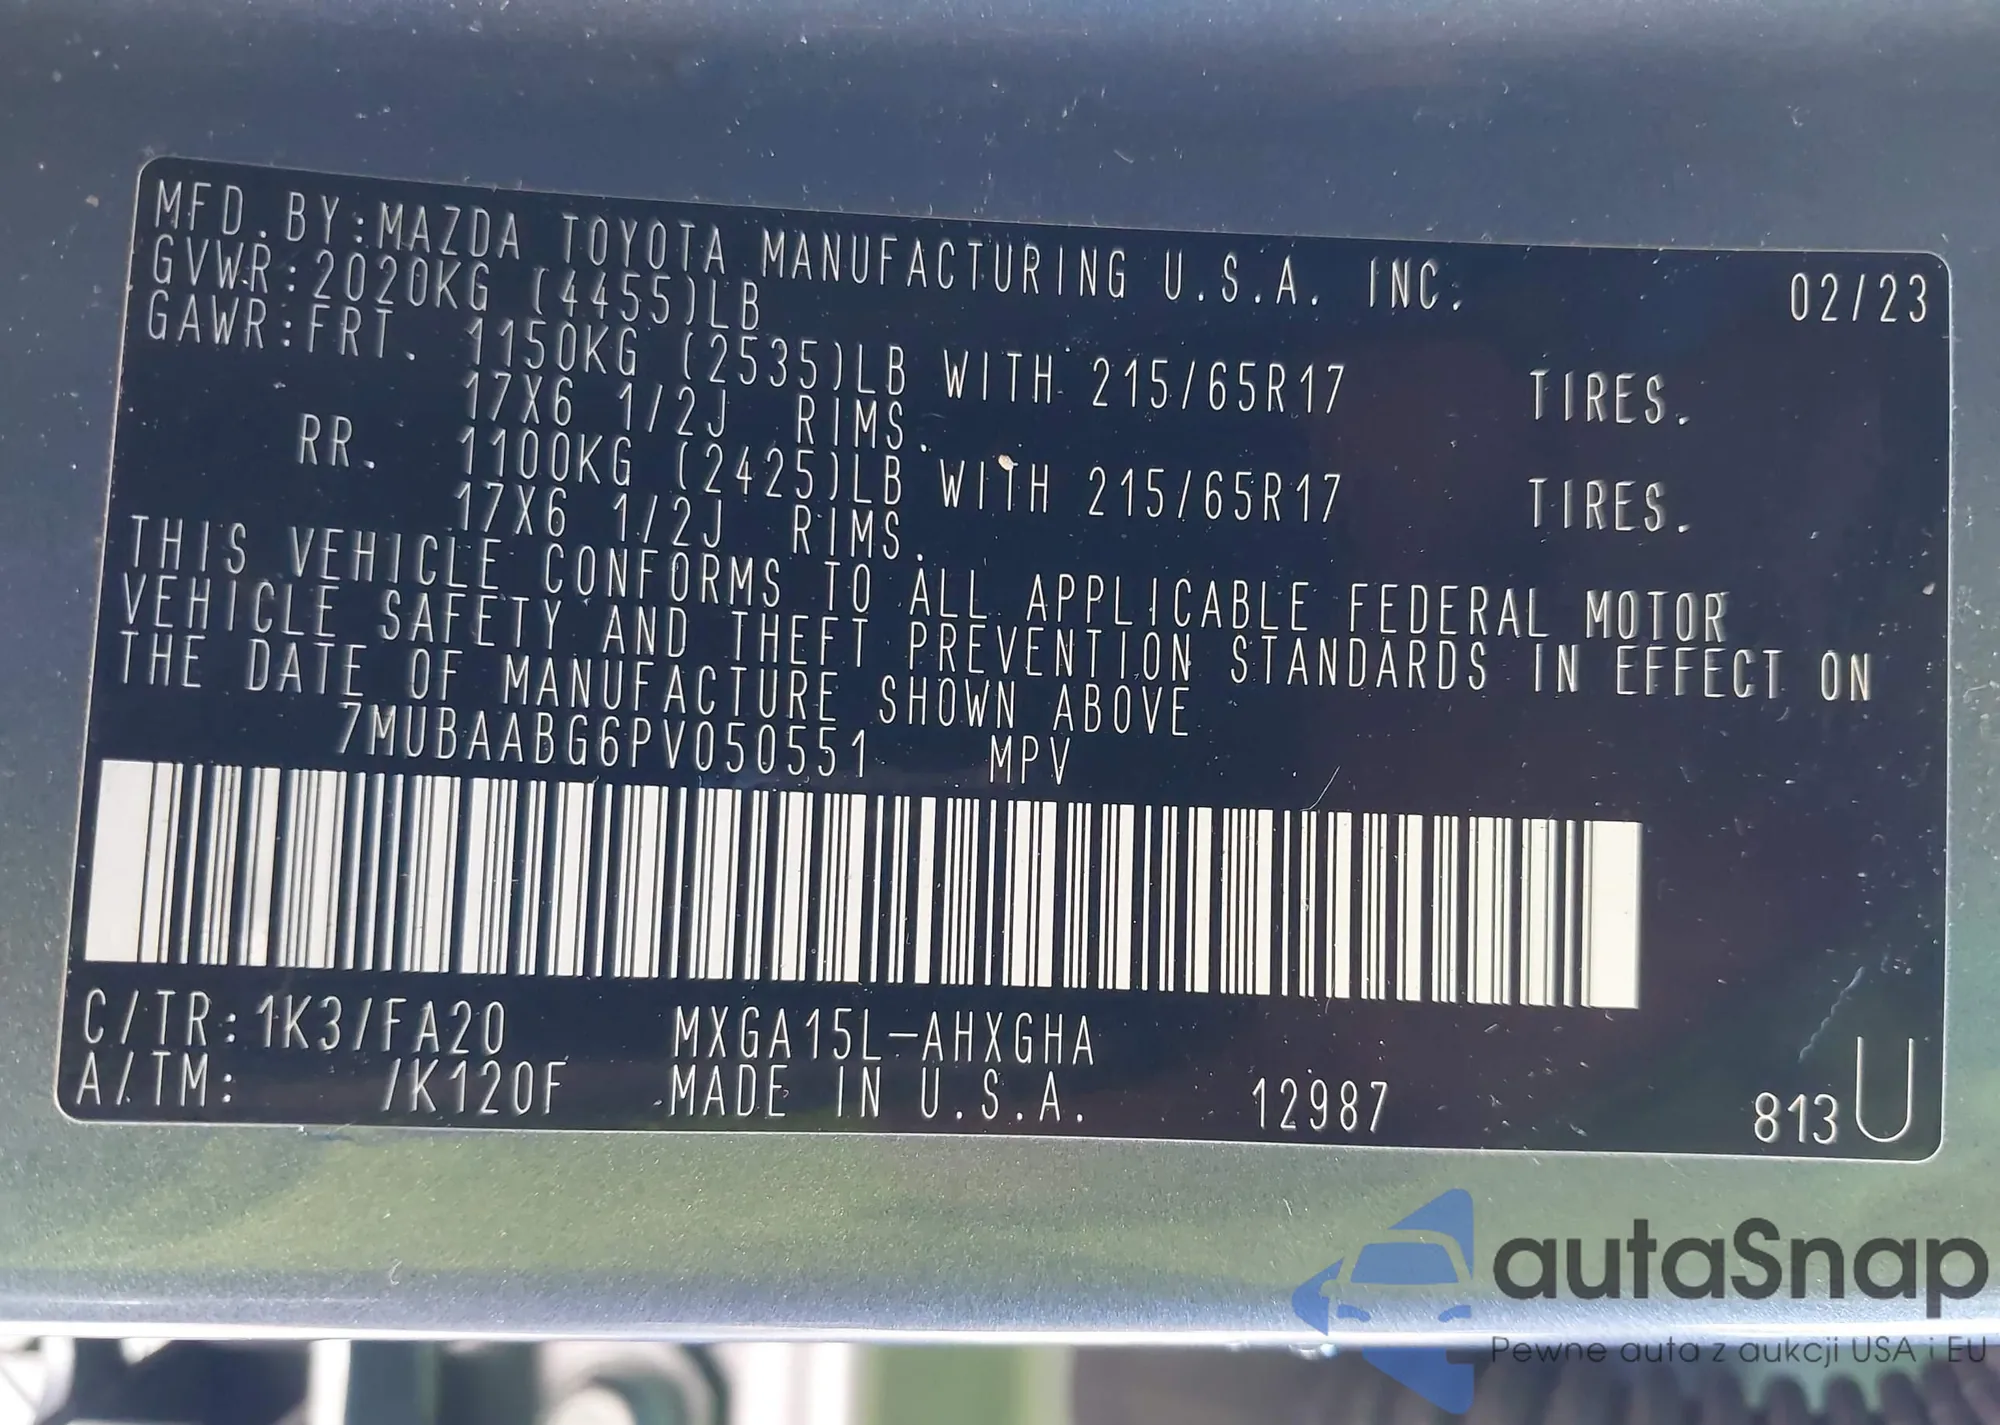 MFD.BY:MAZDA TOYOTA MANUFACTURING U.S.A. INC. 02/23
GVWR:2020KG (4455)LB
GAWR:FRT. 1150KG (2535)LB WITH 215/65R17 TIRES.
17X6 1/2J RIMS.
RR. 1100KG (2425)LB WITH 215/65R17 TIRES.
17X6 1/2J RIMS.
THIS VEHICLE CONFORMS TO ALL APPLICABLE FEDERAL MOTOR
VEHICLE SAFETY AND THEFT PREVENTION STANDARDS IN EFFECT ON
THE DATE OF MANUFACTURE SHOWN ABOVE
7MUBAABG6PV050551 MPV
C/TR:1K3/FA20 MXGA15L-AHXGHA
A/TM: /K120F MADE IN U.S.A. 12987 813U
autaSnap
Pewne auta z aukcji USA i EU